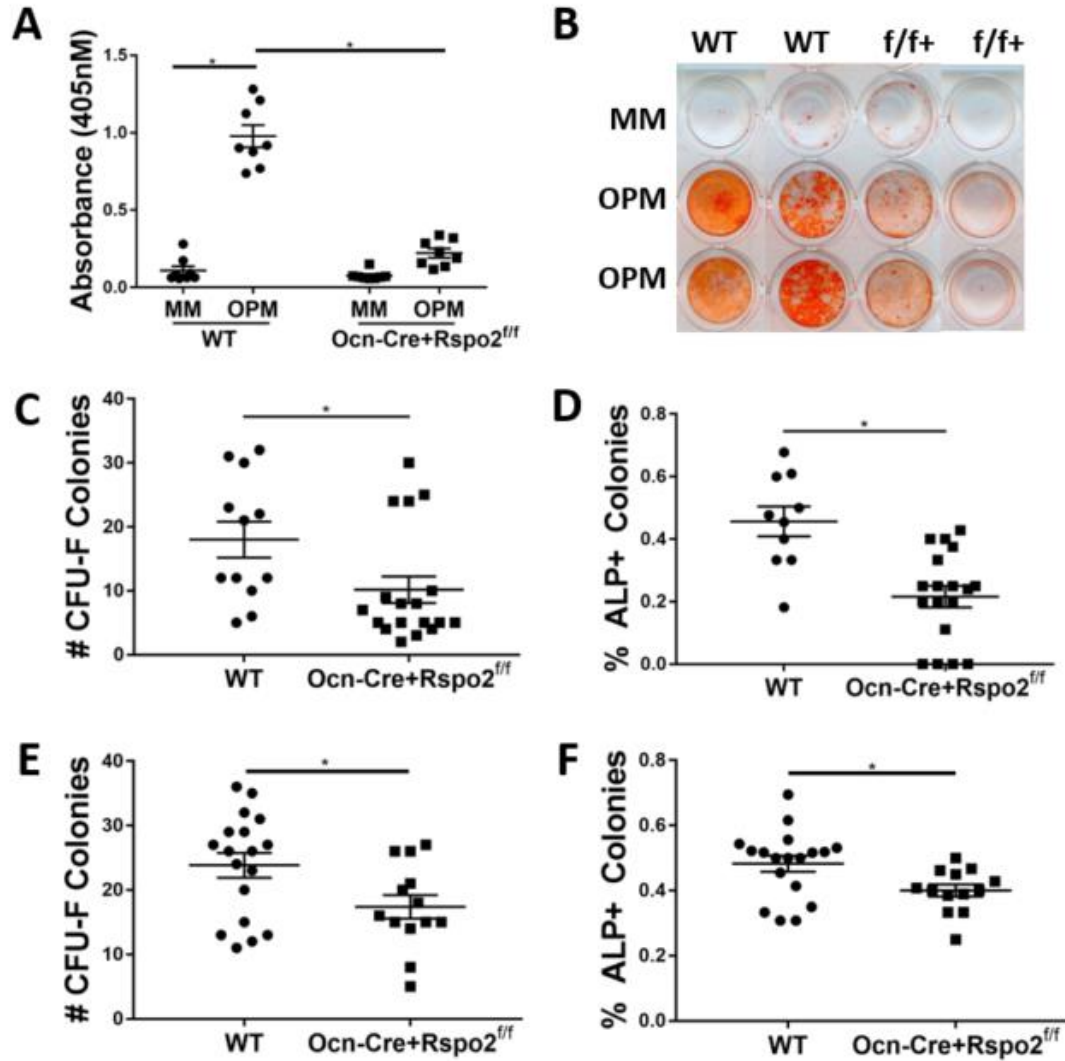 A
Absorbance (405nM)
1.5
1.0
0.5
0.0
*
*
MM OPM MM OPM
WT Ocn-Cre+Rspo2f/f
B
WT WT f/f+ f/f+
MM
OPM
OPM
C
# CFU-F Colonies
40
30
20
10
0
*
WT Ocn-Cre+Rspo2f/f
D
% ALP+ Colonies
0.8
0.6
0.4
0.2
0.0
*
WT Ocn-Cre+Rspo2f/f
E
# CFU-F Colonies
40
30
20
10
0
*
WT Ocn-Cre+Rspo2f/f
F
% ALP+ Colonies
0.8
0.6
0.4
0.2
0.0
*
WT Ocn-Cre+Rspo2f/f